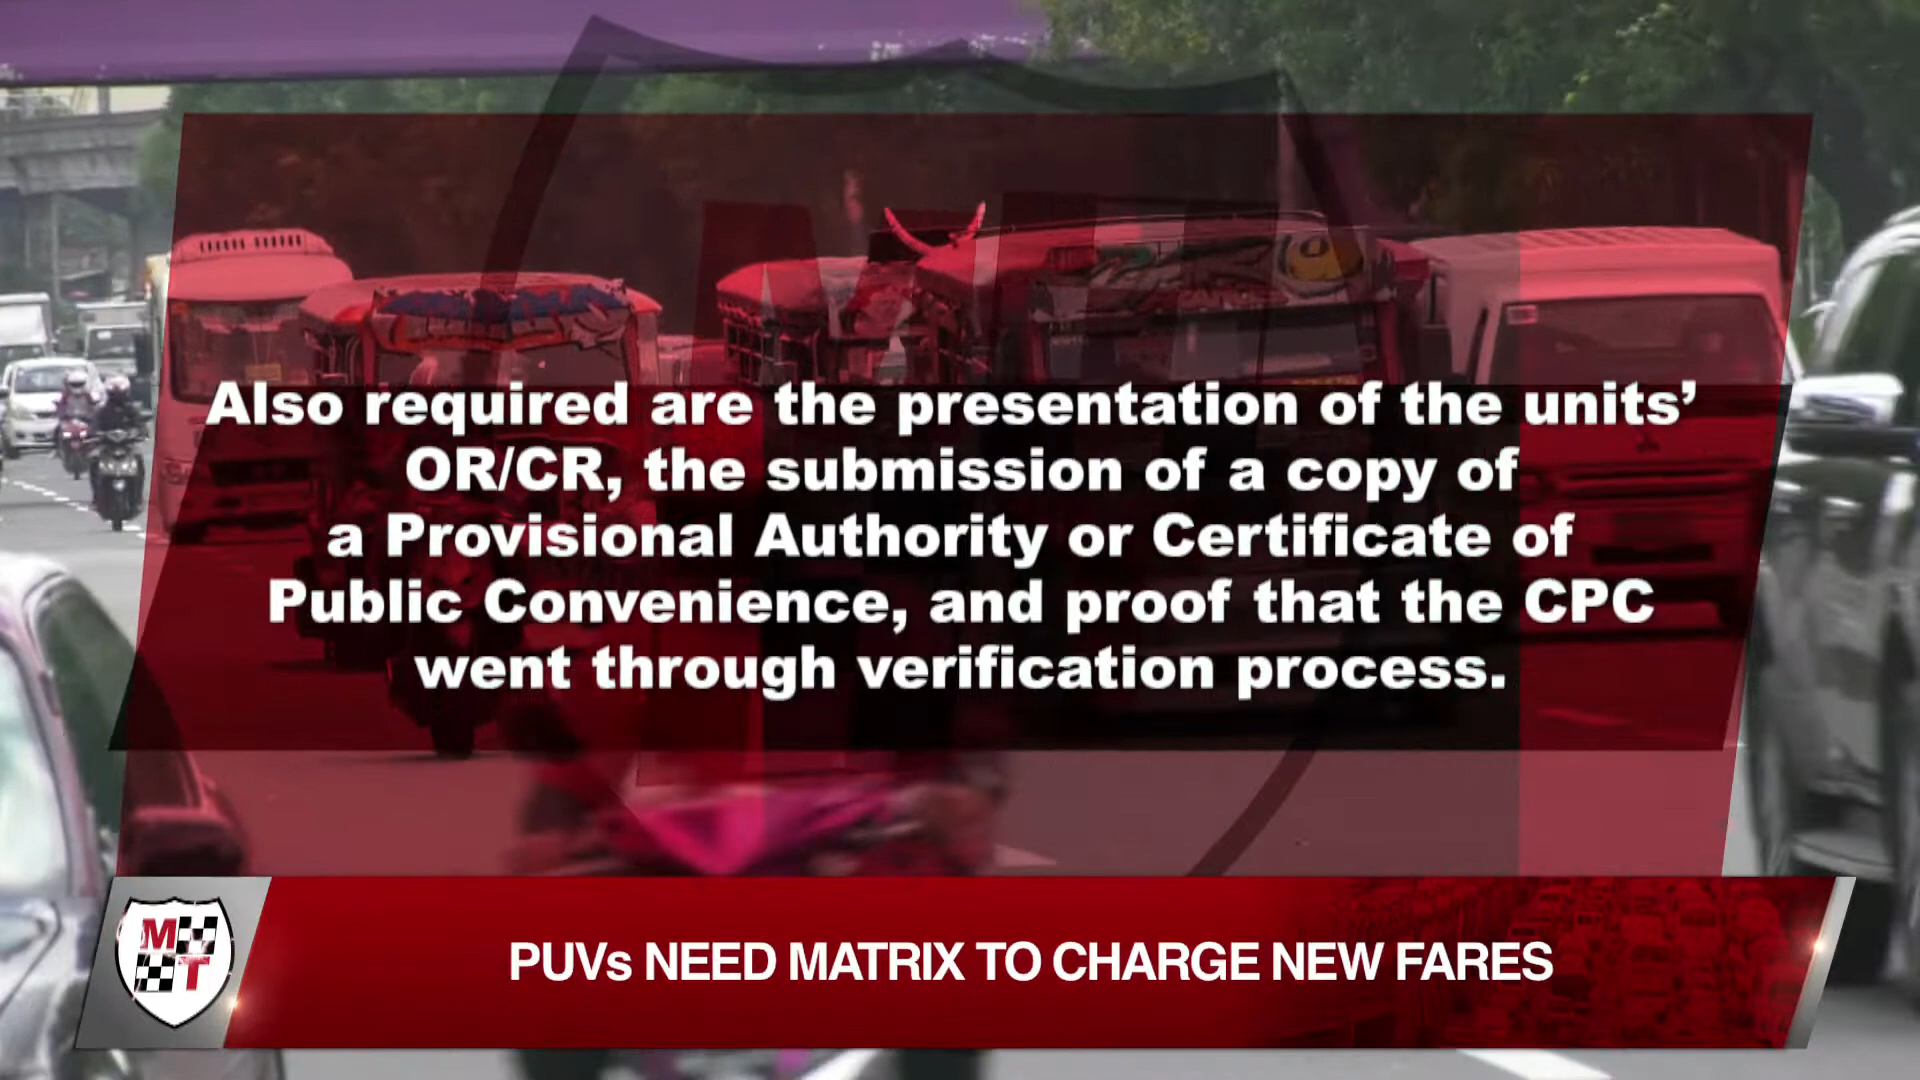 Also required are the presentation of the units’
OR/CR, the submission of a copy of
a Provisional Authority or Certificate of
Public Convenience, and proof that the CPC
went through verification process.
M
T
PUVs NEED MATRIX TO CHARGE NEW FARES